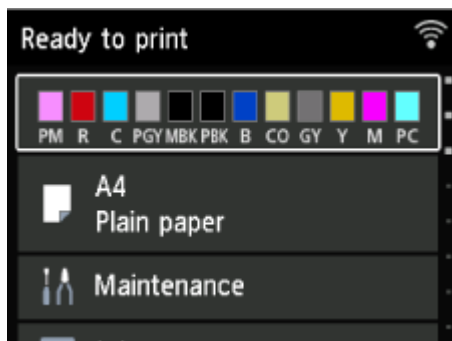 Ready to print
PM R C PGY MBK PBK B CO GY Y M PC
A4
Plain paper
Maintenance